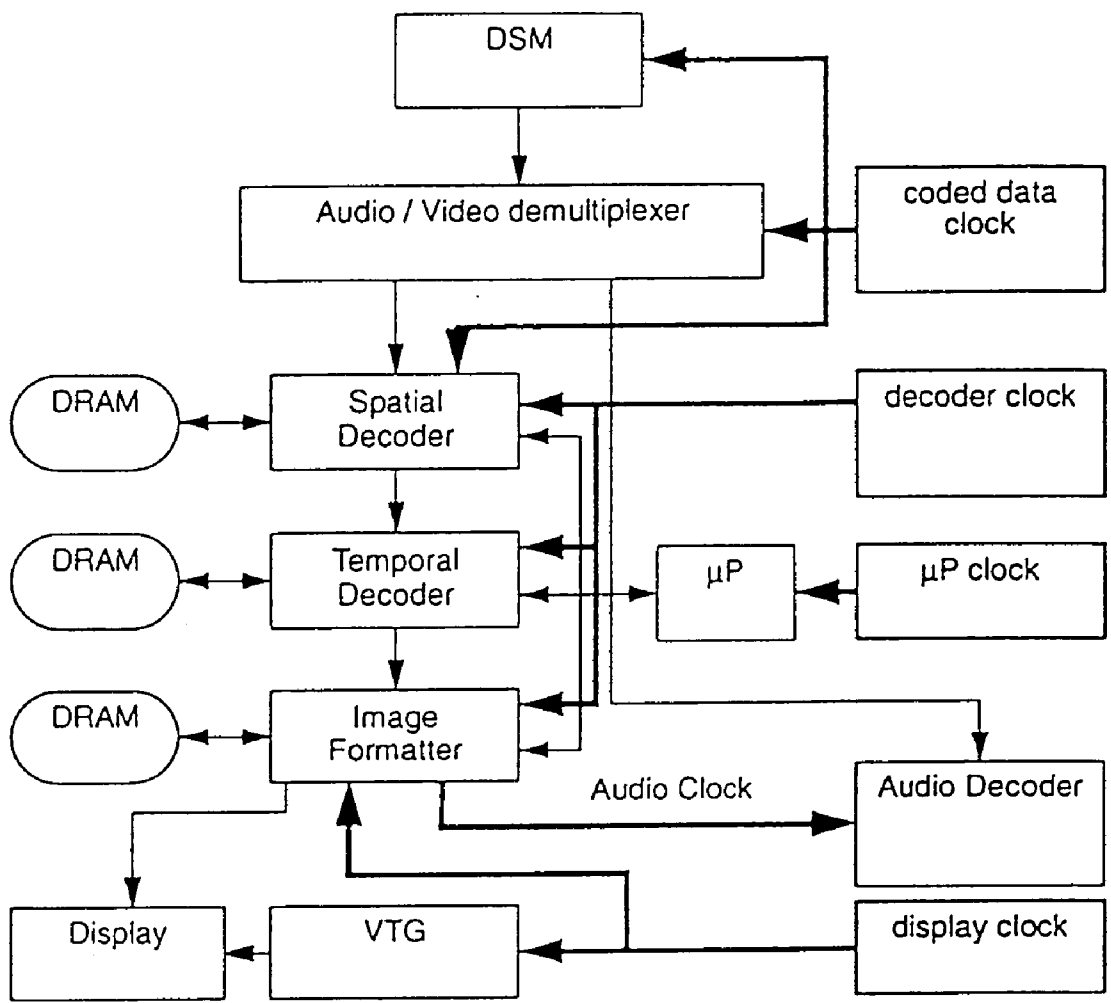 DSM
Audio / Video demultiplexer
coded data
clock
DRAM
Spatial
Decoder
decoder clock
DRAM
Temporal
Decoder
µP
µP clock
DRAM
Image
Formatter
Audio Clock
Audio Decoder
Display
VTG
display clock